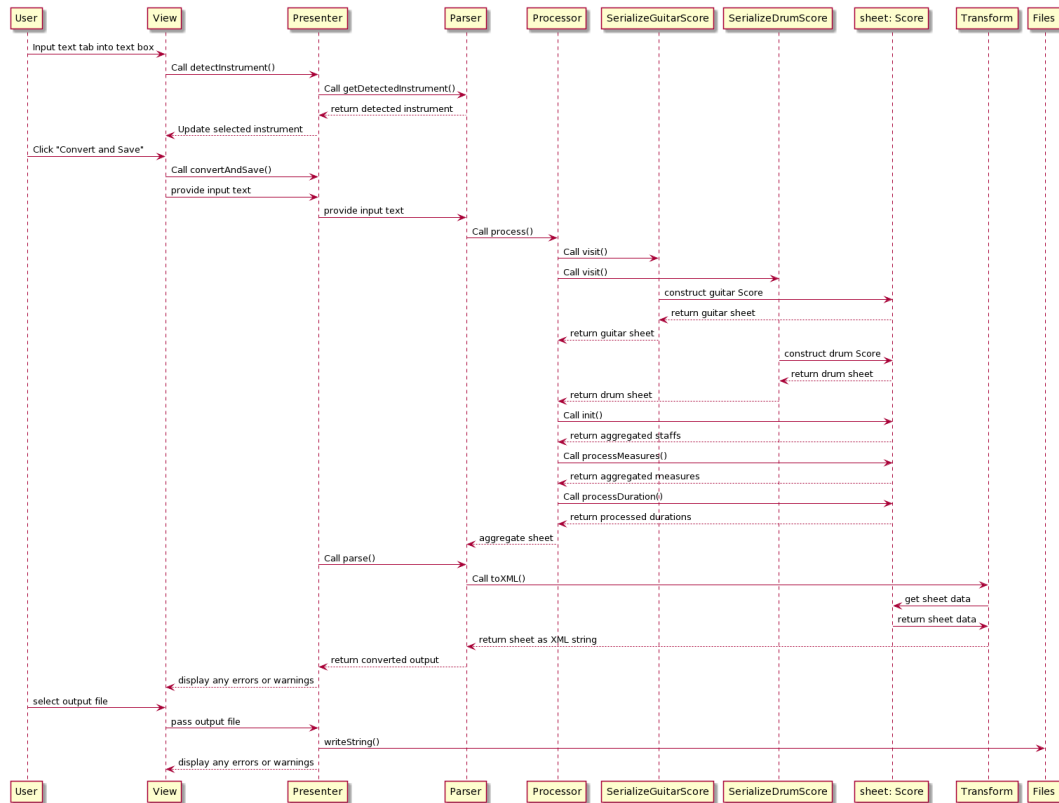 User View Presenter Parser Processor SerializeGuitarScore SerializeDrumScore sheet: Score Transform Files
Input text tab into text box
Call detectInstrument()
Call getDetectedInstrument()
return detected instrument
Update selected instrument
Click "Convert and Save"
Call convertAndSave()
provide input text
provide input text
Call process()
Call visit()
Call visit()
construct guitar Score
return guitar sheet
return guitar sheet
construct drum Score
return drum sheet
return drum sheet
Call init()
return aggregated staffs
Call processMeasures()
return aggregated measures
Call processDuration()
return processed durations
aggregate sheet
Call parse()
Call toXML()
get sheet data
return sheet data
return sheet as XML string
return converted output
display any errors or warnings
select output file
pass output file
writeString()
display any errors or warnings
User View Presenter Parser Processor SerializeGuitarScore SerializeDrumScore sheet: Score Transform Files